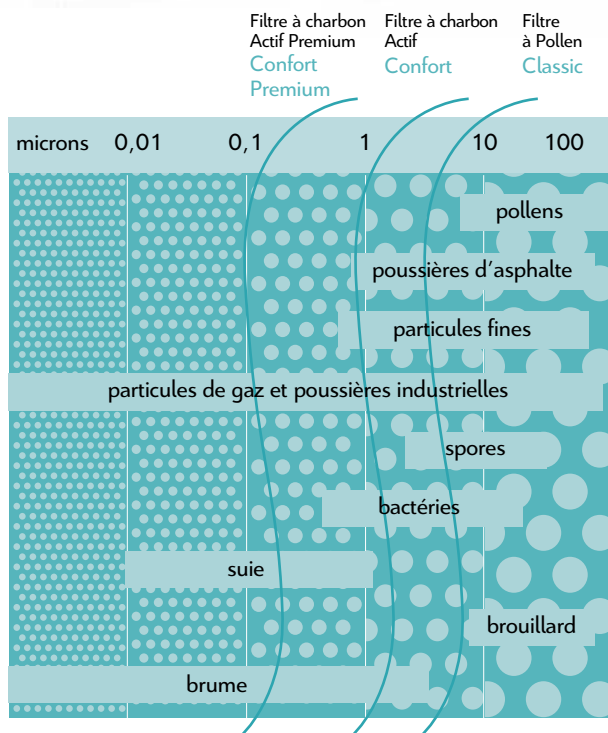 Filtre à charbon
Actif Premium
Confort
Premium
Filtre à charbon
Actif
Confort
Filtre
à Pollen
Classic
microns 0,01 0,1 1 10 100
pollens
poussières d'asphalte
particules fines
particules de gaz et poussières industrielles
spores
bactéries
suie
brouillard
brume